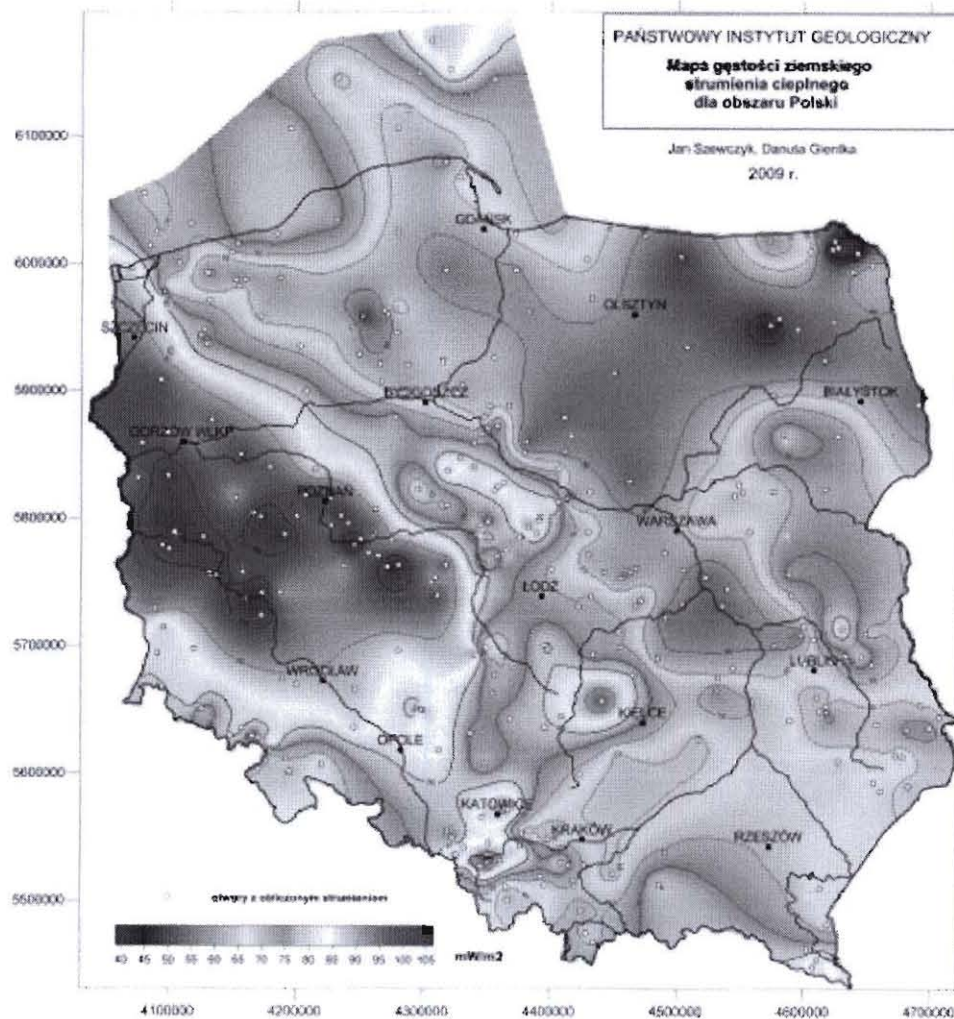 PAŃSTWOWY INSTYTUT GEOLOGICZNY
Mapa gęstości ziemskiego
strumienia cieplnego
dla obszaru Polski
Jan Szewczyk, Danuta Gientka
2009 r.
6100000
6000000
5900000
5800000
5700000
5600000
5500000
GDAŃSK
OLSZTYN
SZCZECIN
BYDGOSZCZ
BIAŁYSTOK
GORZÓW WLKP
POZNAŃ
WARSZAWA
ŁÓDŹ
LUBLIN
WROCŁAW
KIELCE
OPOLE
KATOWICE
KRAKÓW
RZESZÓW
otwory z obliczonym strumieniem
40 45 50 55 60 65 70 75 80 85 90 95 100 105
mW/m2
4100000 4200000 4300000 4400000 4500000 4600000 4700000